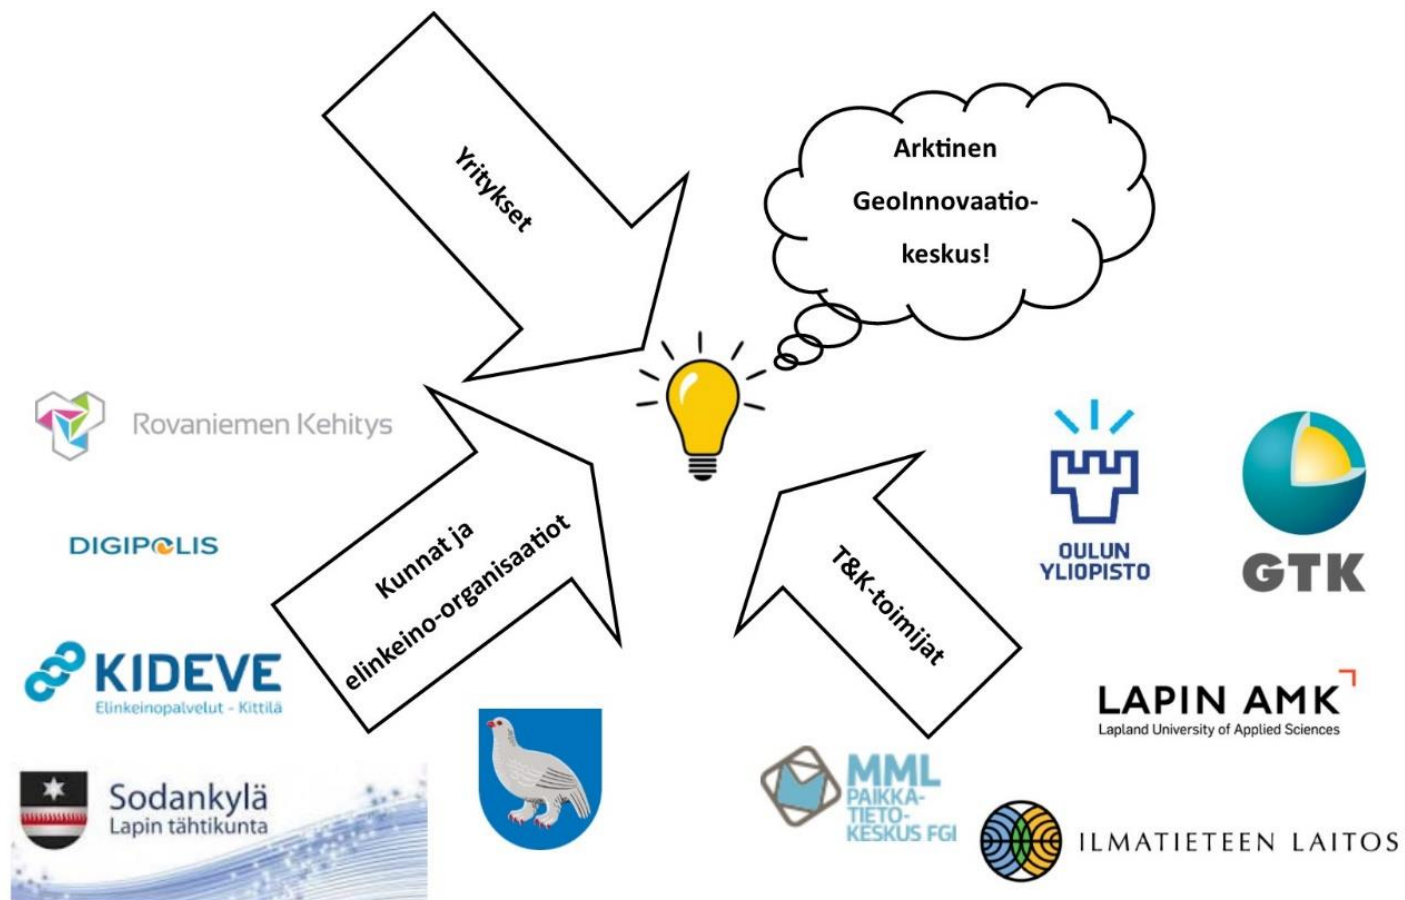 Yritykset
Arktinen
GeoInnovaatio-
keskus!
Rovaniemen Kehitys
DIGIPOLIS
KIDEVE
Elinkeinopalvelut - Kittilä
Sodankylä
Lapin tähtikunta
Kunnat ja
elinkeino-organisaatiot
T&K-toimijat
OULUN
YLIOPISTO
GTK
LAPIN AMK
Lapland University of Applied Sciences
MML
PAIKKA-
TIETO-
KESKUS FGI
ILMATIETEEN LAITOS